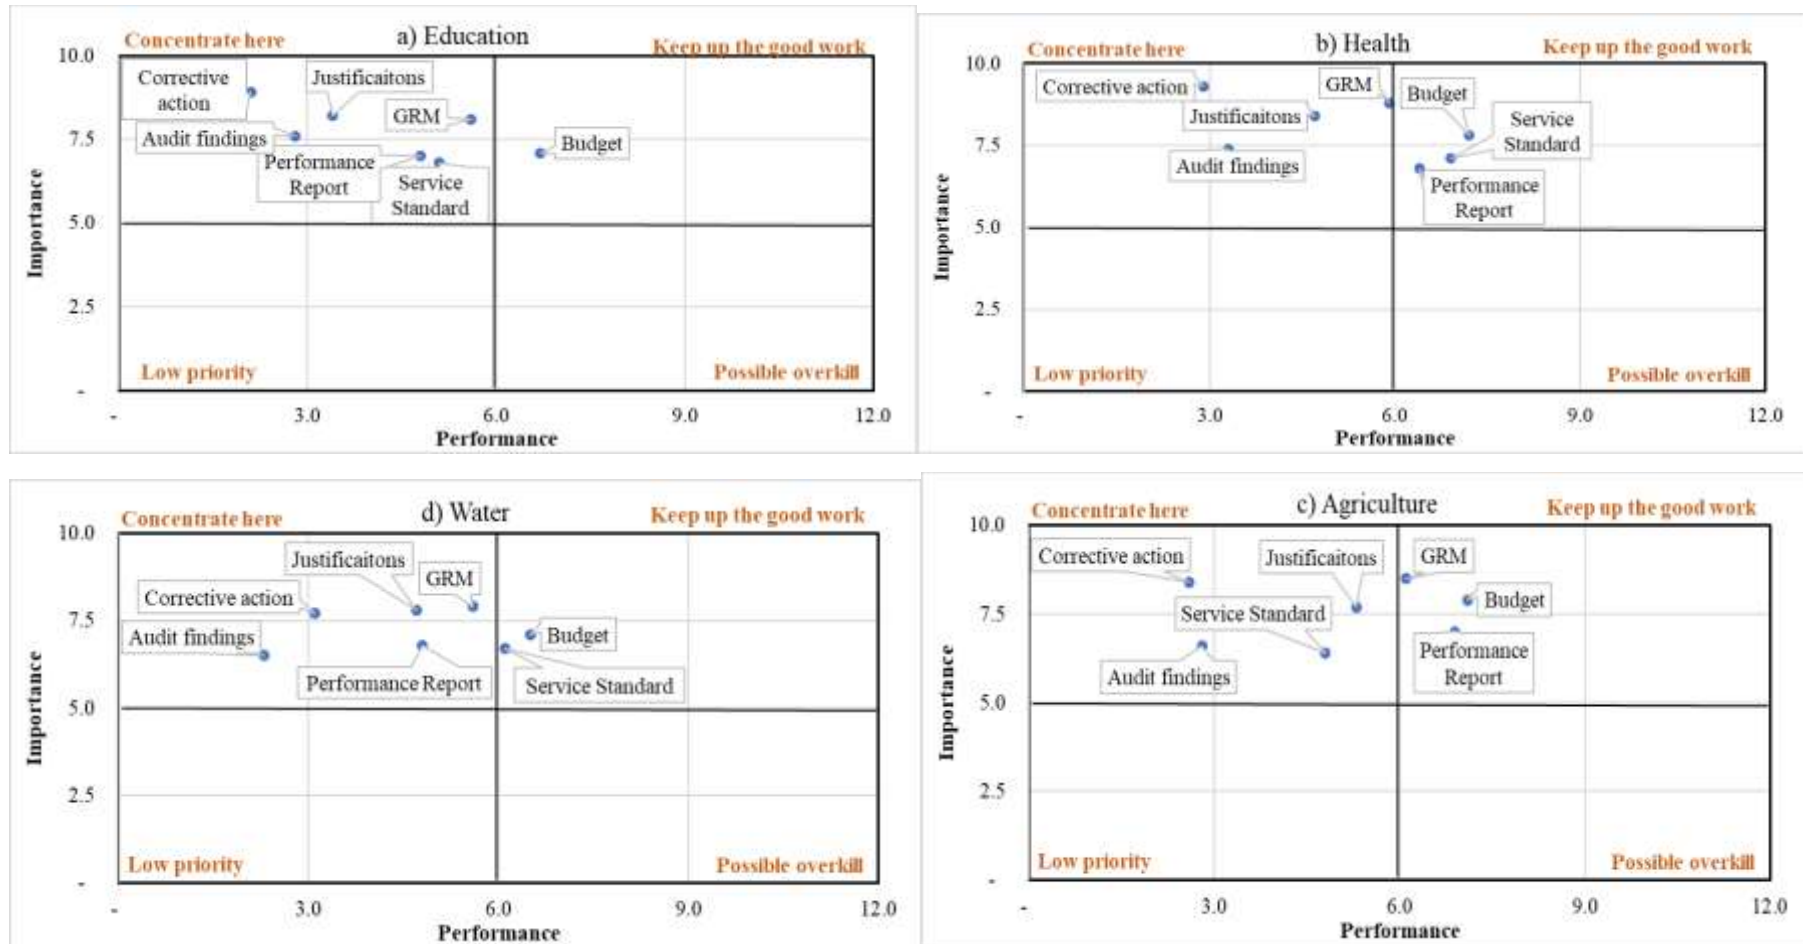 a) Education
Concentrate here
Keep up the good work
10.0
7.5
5.0
2.5
-
Importance
Corrective
action
Justificaitons
GRM
Audit findings
Budget
Performance
Report
Service
Standard
Low priority
Possible overkill
-
3.0
6.0
9.0
12.0
Performance
b) Health
Concentrate here
Keep up the good work
10.0
7.5
5.0
2.5
-
Importance
Corrective action
GRM
Budget
Justificaitons
Service
Standard
Audit findings
Performance
Report
Low priority
Possible overkill
-
3.0
6.0
9.0
12.0
Performance
d) Water
Concentrate here
Keep up the good work
10.0
7.5
5.0
2.5
-
Importance
Justificaitons
GRM
Corrective action
Audit findings
Budget
Performance Report
Service Standard
Low priority
Possible overkill
-
3.0
6.0
9.0
12.0
Performance
c) Agriculture
Concentrate here
Keep up the good work
10.0
7.5
5.0
2.5
-
Importance
Corrective action
Justificaitons
GRM
Service Standard
Budget
Audit findings
Performance
Report
Low priority
Possible overkill
-
3.0
6.0
9.0
12.0
Performance